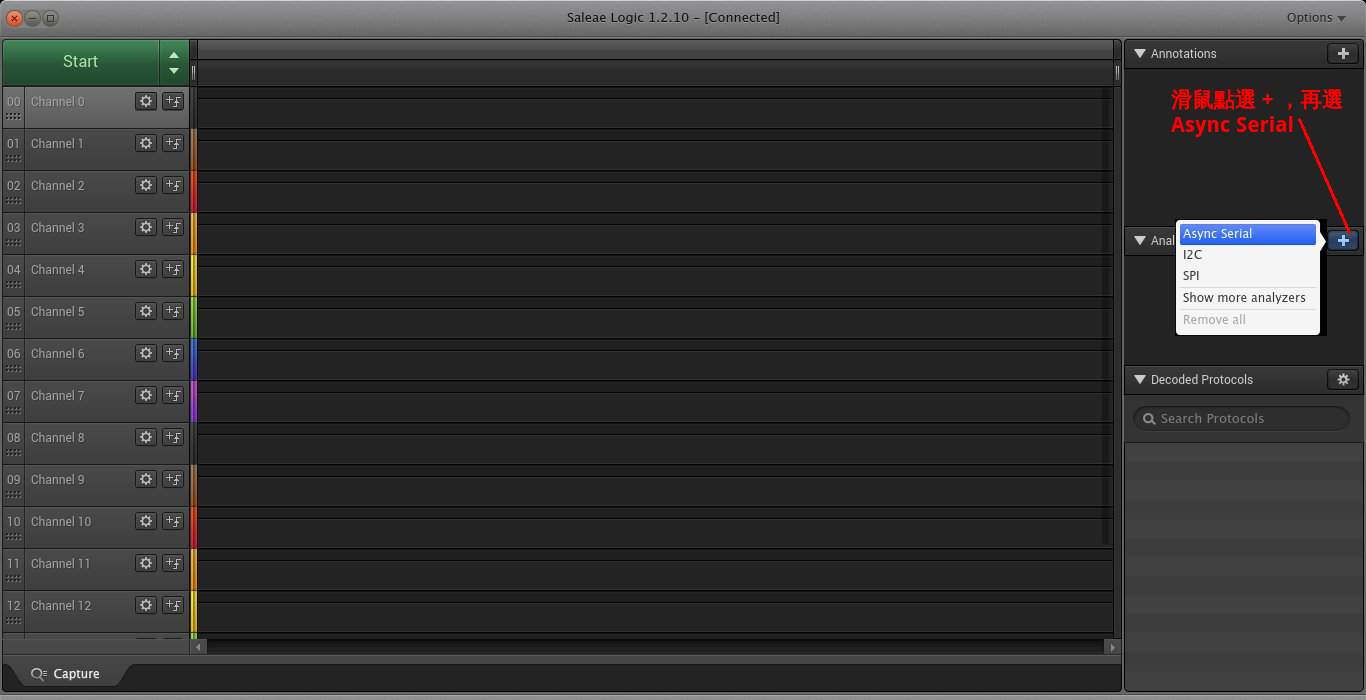 Saleae Logic 1.2.10 – [Connected]
Options
Start
00 Channel 0
01 Channel 1
02 Channel 2
03 Channel 3
04 Channel 4
05 Channel 5
06 Channel 6
07 Channel 7
08 Channel 8
09 Channel 9
10 Channel 10
11 Channel 11
12 Channel 12
Capture
Annotations
滑鼠點選 + ，再選
Async Serial
Anal
Async Serial
I2C
SPI
Show more analyzers
Remove all
Decoded Protocols
Search Protocols